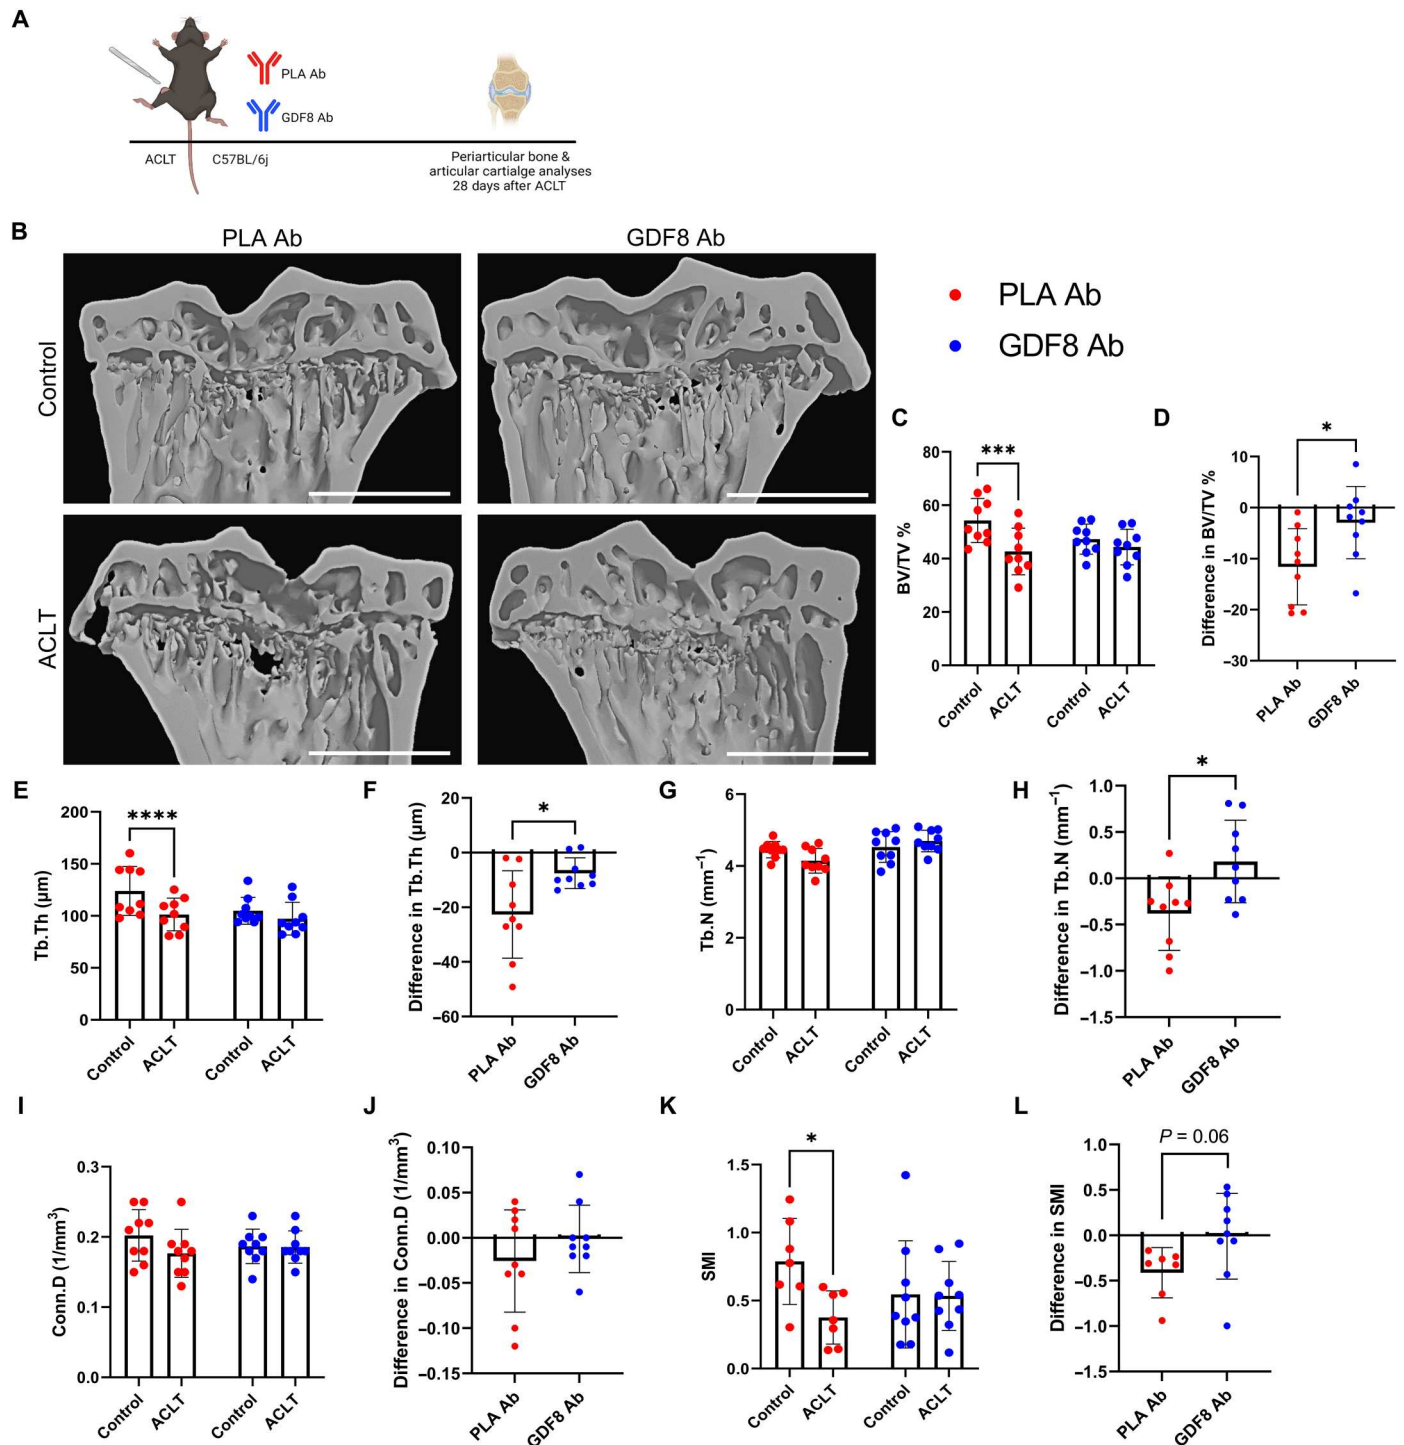 A
PLA Ab
GDF8 Ab
ACLT C57BL/6j
Periarticular bone &
articular cartialge analyses
28 days after ACLT
B
PLA Ab GDF8 Ab
Control
ACLT
PLA Ab
GDF8 Ab
C
BV/TV %
80
60
40
20
0
***
Control ACLT Control ACLT
D
Difference in BV/TV %
10
0
−10
−20
−30
*
PLA Ab GDF8 Ab
E
Tb.Th (µm)
200
150
100
50
0
****
Control ACLT Control ACLT
F
Difference in Tb.Th (µm)
20
0
−20
−40
−60
*
PLA Ab GDF8 Ab
G
Tb.N (mm⁻¹)
6
4
2
0
Control ACLT Control ACLT
H
Difference in Tb.N (mm⁻¹)
1.0
0.5
0.0
−0.5
−1.0
−1.5
*
PLA Ab GDF8 Ab
I
Conn.D (1/mm³)
0.3
0.2
0.1
0.0
Control ACLT Control ACLT
J
Difference in Conn.D (1/mm³)
0.10
0.05
0.00
−0.05
−0.10
−0.15
PLA Ab GDF8 Ab
K
SMI
1.5
1.0
0.5
0.0
*
Control ACLT Control ACLT
L
Difference in SMI
1.0
0.5
0.0
−0.5
−1.0
−1.5
P = 0.06
PLA Ab GDF8 Ab